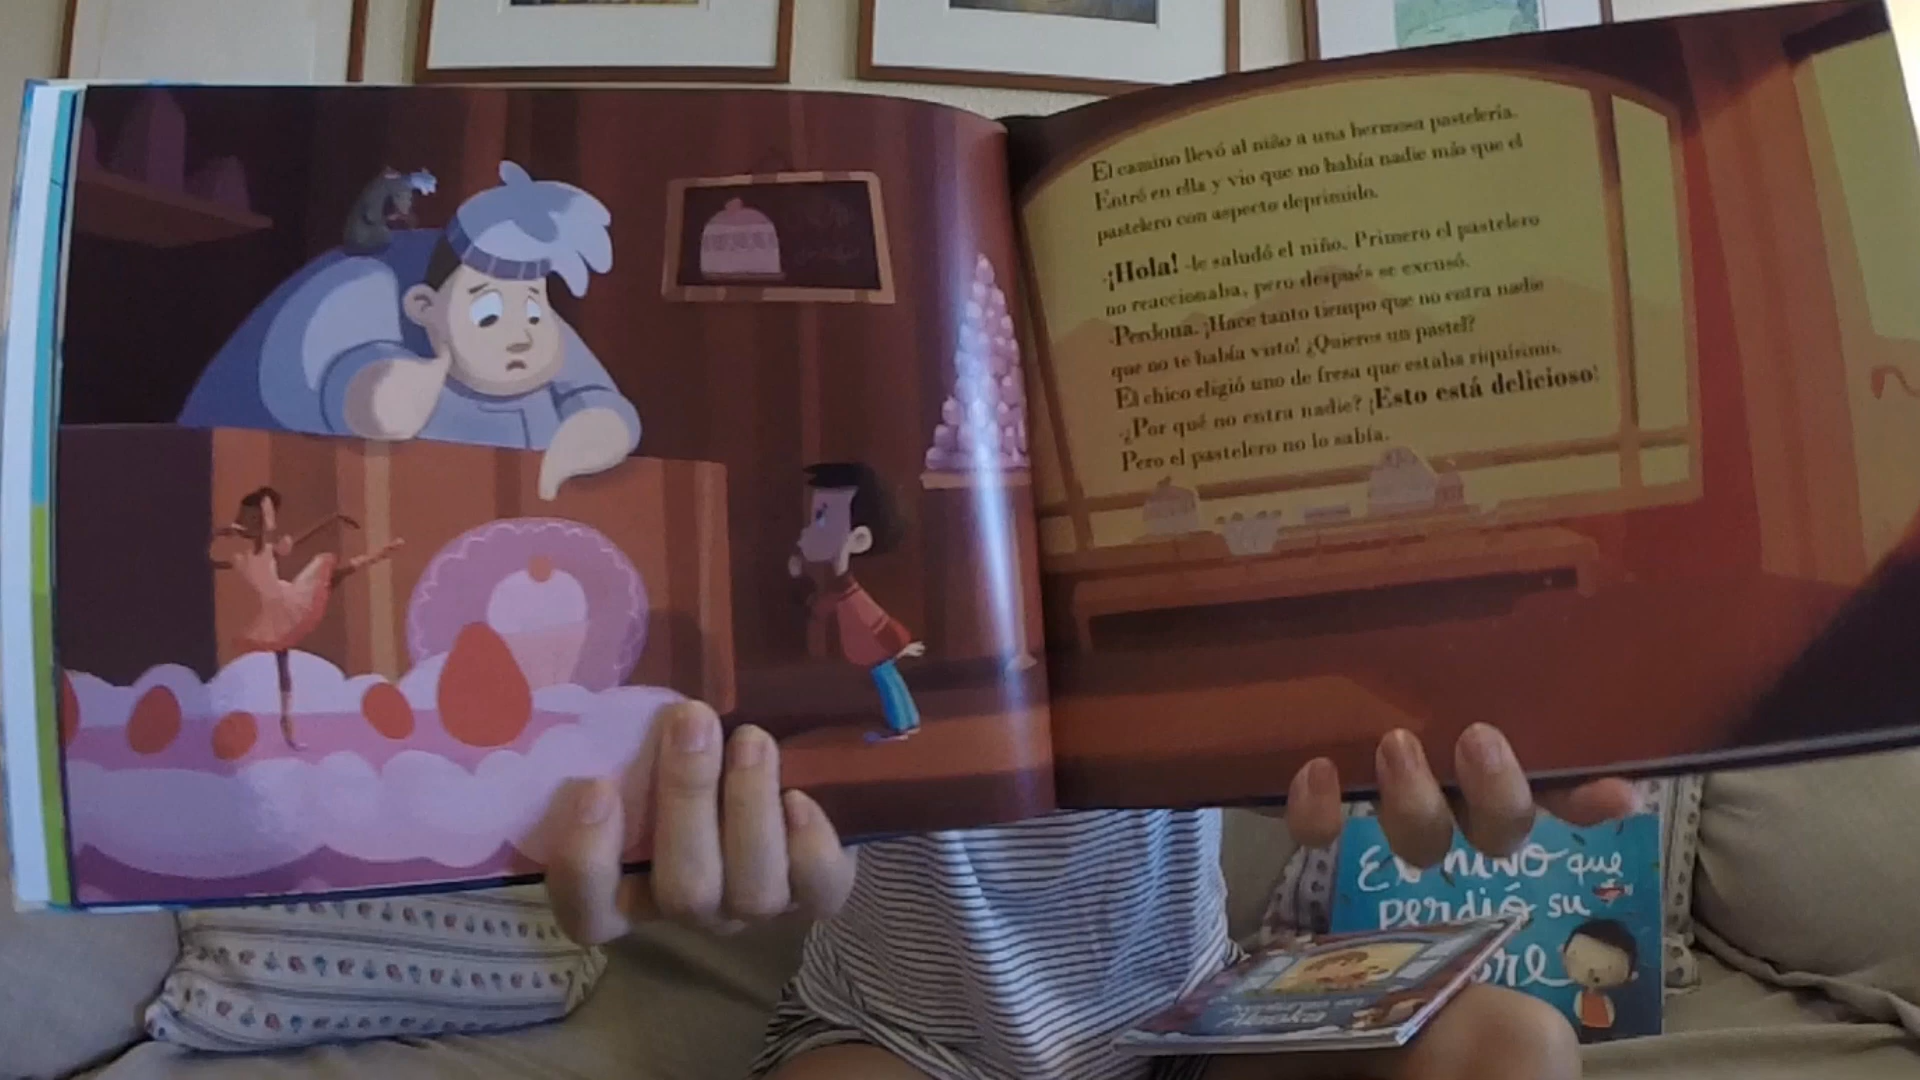 El camino llevó al niño a una hermosa pastelería.
Entró en ella y vio que no había nadie más que el
pastelero con aspecto deprimido.
-¡Hola! -le saludó el niño. Primero el pastelero
no reaccionaba, pero después se excusó.
-Perdona. ¡Hace tanto tiempo que no entra nadie
que no te había visto! ¿Quieres un pastel?
El chico eligió uno de fresa que estaba riquísimo.
-¿Por qué no entra nadie? ¡Esto está delicioso!
Pero el pastelero no lo sabía.
El niño que
perdió su